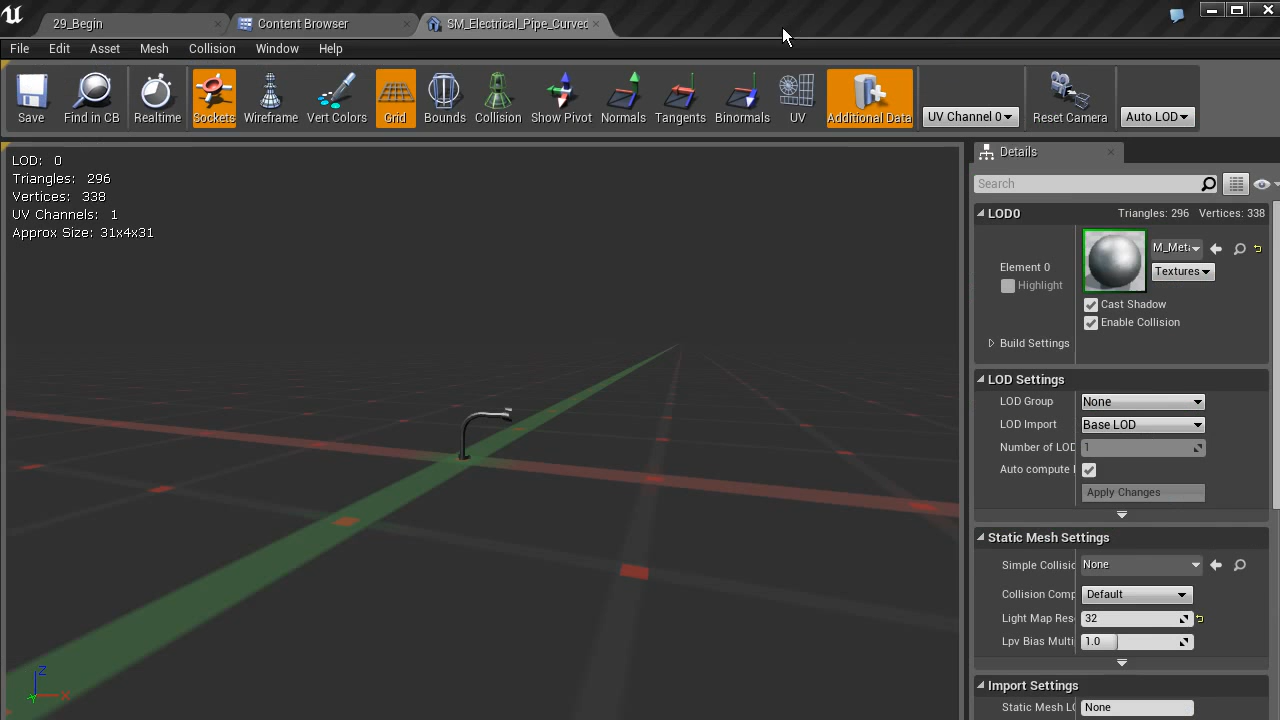 29_Begin
Content Browser
SM_Electrical_Pipe_Curved
File Edit Asset Mesh Collision Window Help
Save Find in CB Realtime Sockets Wireframe Vert Colors Grid Bounds Collision Show Pivot Normals Tangents Binormals UV Additional Data UV Channel 0 Reset Camera Auto LOD
LOD: 0
Triangles: 296
Vertices: 338
UV Channels: 1
Approx Size: 31x4x31
Z
X
Details
Search
LOD0 Triangles: 296 Vertices: 338
M_Met
Element 0
Textures
Highlight
Cast Shadow
Enable Collision
Build Settings
LOD Settings
LOD Group None
LOD Import Base LOD
Number of LOD 1
Auto compute
Apply Changes
Static Mesh Settings
Simple Collisio None
Collision Comp Default
Light Map Res 32
Lpv Bias Multi 1.0
Import Settings
Static Mesh LO None